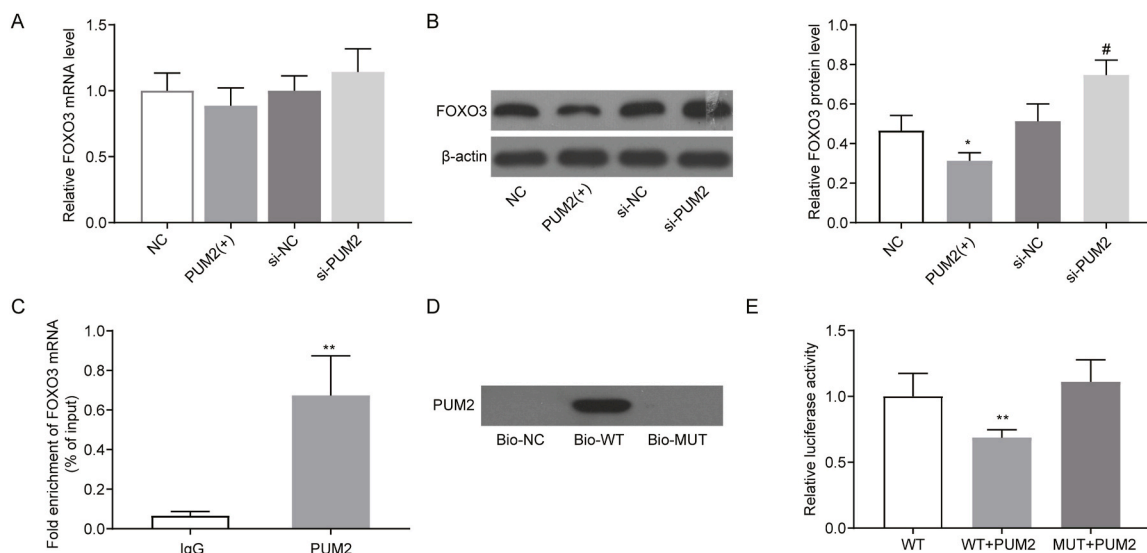 A
Relative FOXO3 mRNA level
1.5
1.0
0.5
0.0
NC
PUM2(+)
si-NC
si-PUM2
B
FOXO3
β-actin
NC
PUM2(+)
si-NC
si-PUM2
Relative FOXO3 protein level
1.0
0.8
0.6
0.4
0.2
0.0
*
#
NC
PUM2(+)
si-NC
si-PUM2
C
Fold enrichment of FOXO3 mRNA
(% of input)
1.0
0.8
0.6
0.4
0.2
0.0
**
IgG
PUM2
D
PUM2
Bio-NC Bio-WT Bio-MUT
E
Relative luciferase activity
1.5
1.0
0.5
0.0
**
WT
WT+PUM2
MUT+PUM2